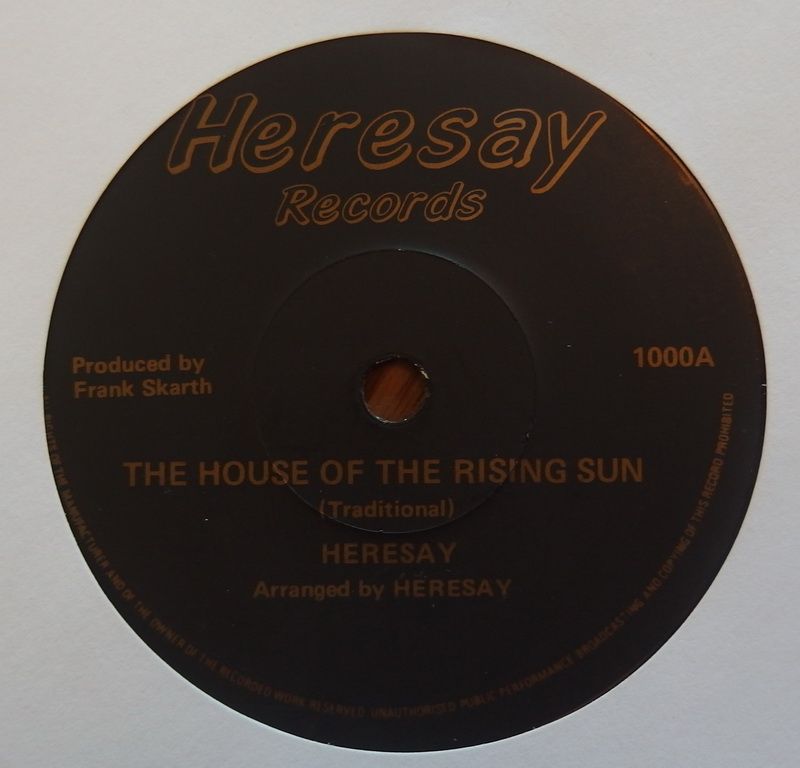 Heresay
Records
Produced by
Frank Skarth
1000A
THE HOUSE OF THE RISING SUN
(Traditional)
HERESAY
Arranged by HERESAY
OF THE MANUFACTURER AND OF THE OWNER OF THE RECORDED WORK RESERVED. UNAUTHORISED PUBLIC PERFORMANCE BROADCASTING AND COPYING OF THIS RECORD PROHIBITED